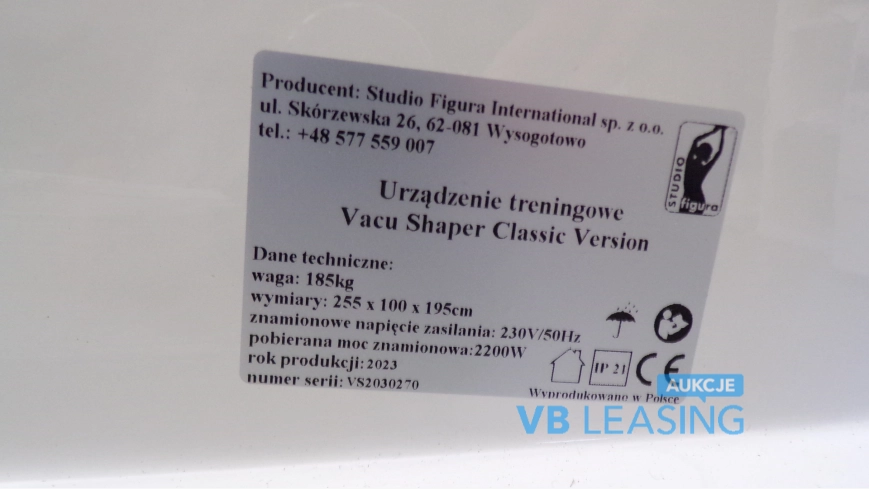 Producent: Studio Figura International sp. z o.o.
ul. Skórzewska 26, 62-081 Wysogotowo
tel.: +48 577 559 007
STUDIO
figura
Urządzenie treningowe
Vacu Shaper Classic Version
Dane techniczne:
waga: 185kg
wymiary: 255 x 100 x 195cm
znamionowe napięcie zasilania: 230V/50Hz
pobierana moc znamionowa:2200W
rok produkcji: 2023
numer serii: VS2030270
IP 21
CE
Wyprodukowano w Polsce
AUKCJE
VB LEASING